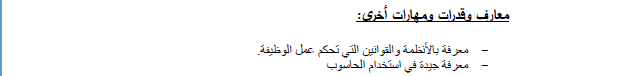 معارف وقدرات ومهارات أخرى:
– معرفة بالأنظمة والقوانين التي تحكم عمل الوظيفة.
– معرفة جيدة في استخدام الحاسوب